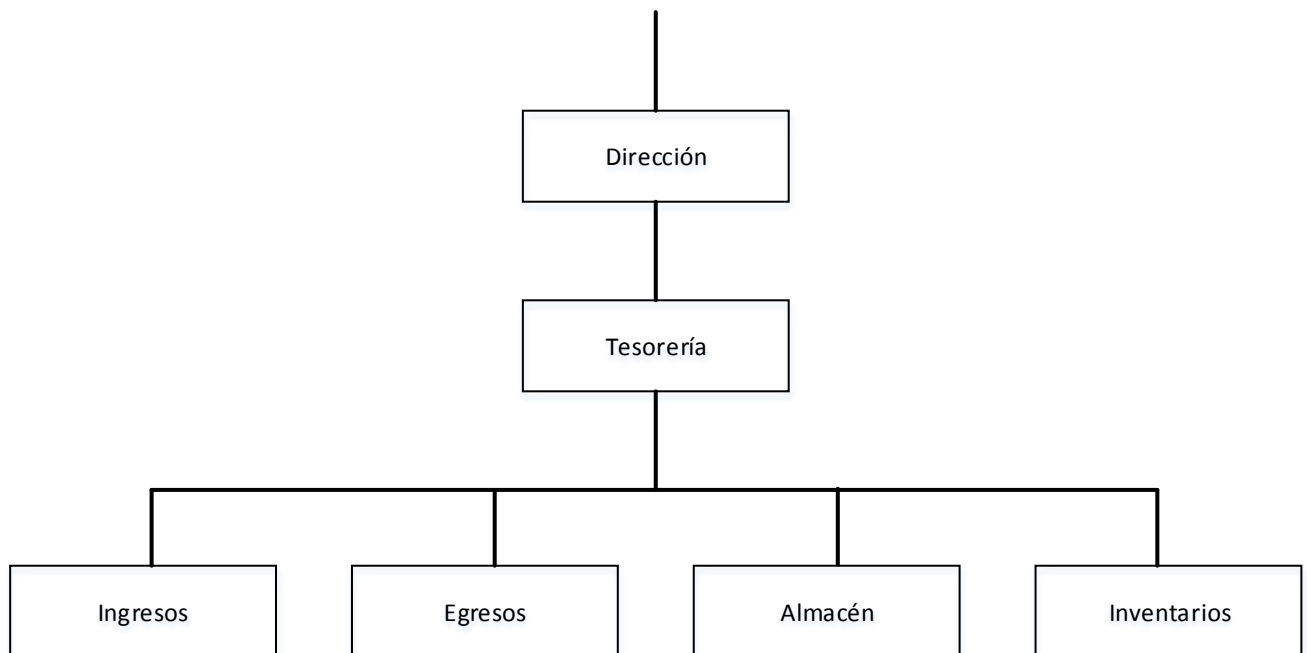 Dirección
Tesorería
Ingresos
Egresos
Almacén
Inventarios